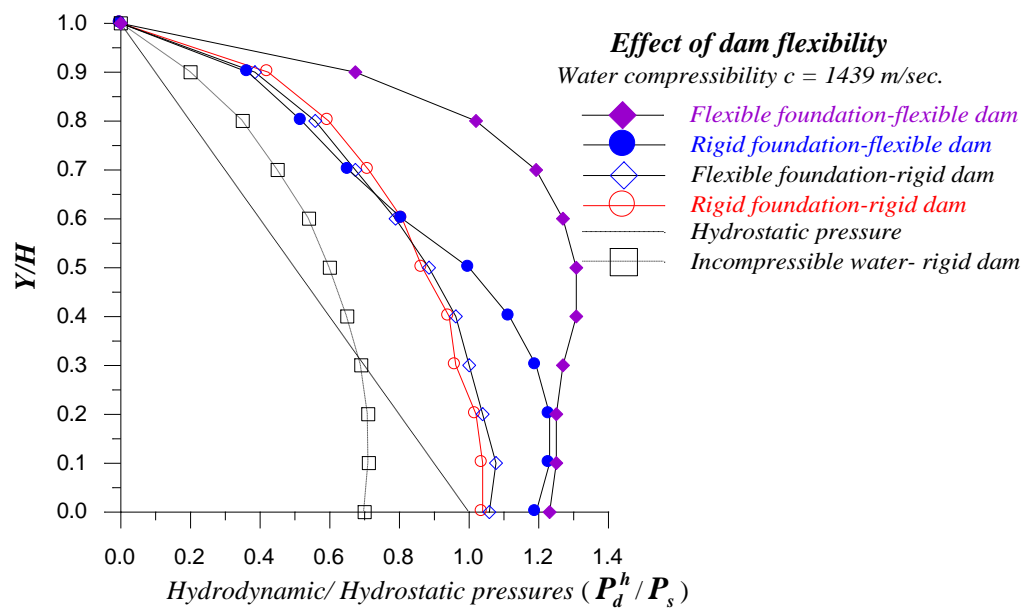 Effect of dam flexibility
Water compressibility c = 1439 m/sec.
Flexible foundation-flexible dam
Rigid foundation-flexible dam
Flexible foundation-rigid dam
Rigid foundation-rigid dam
Hydrostatic pressure
Incompressible water- rigid dam
Y/H
1.0
0.9
0.8
0.7
0.6
0.5
0.4
0.3
0.2
0.1
0.0
0.0 0.2 0.4 0.6 0.8 1.0 1.2 1.4
Hydrodynamic/ Hydrostatic pressures ( P_d^h / P_s )